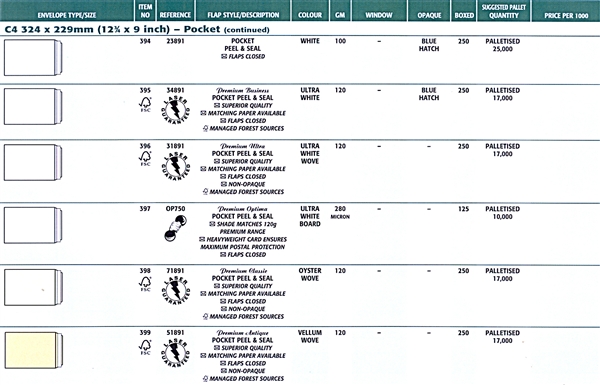 ENVELOPE TYPE/SIZE ITEM NO REFERENCE FLAP STYLE/DESCRIPTION COLOUR GM WINDOW OPAQUE BOXED SUGGESTED PALLET QUANTITY PRICE PER 1000
C4 324 x 229mm (12¾ x 9 inch) – Pocket (continued)
394 23891 POCKET WHITE 100 – BLUE 250 PALLETISED
PEEL & SEAL HATCH 25,000
FLAPS CLOSED
395 34891 Premium Business ULTRA 120 – BLUE 250 PALLETISED
FSC LASER GUARANTEED POCKET PEEL & SEAL WHITE HATCH 17,000
SUPERIOR QUALITY
MATCHING PAPER AVAILABLE
FLAPS CLOSED
MANAGED FOREST SOURCES
396 31891 Premium Ultra ULTRA 120 – – 250 PALLETISED
FSC LASER GUARANTEED POCKET PEEL & SEAL WHITE 17,000
SUPERIOR QUALITY WOVE
MATCHING PAPER AVAILABLE
FLAPS CLOSED
NON-OPAQUE
MANAGED FOREST SOURCES
397 OP750 Premium Optima ULTRA 280 – – 125 PALLETISED
POCKET PEEL & SEAL WHITE MICRON 10,000
SHADE MATCHES 120g BOARD
PREMIUM RANGE
HEAVYWEIGHT CARD ENSURES
MAXIMUM POSTAL PROTECTION
FLAPS CLOSED
398 71891 Premium Classic OYSTER 120 – – 250 PALLETISED
FSC LASER GUARANTEED POCKET PEEL & SEAL WOVE 17,000
SUPERIOR QUALITY
MATCHING PAPER AVAILABLE
FLAPS CLOSED
NON-OPAQUE
MANAGED FOREST SOURCES
399 51891 Premium Antique VELLUM 120 – – 250 PALLETISED
FSC LASER GUARANTEED POCKET PEEL & SEAL WOVE 17,000
SUPERIOR QUALITY
MATCHING PAPER AVAILABLE
FLAPS CLOSED
NON-OPAQUE
MANAGED FOREST SOURCES